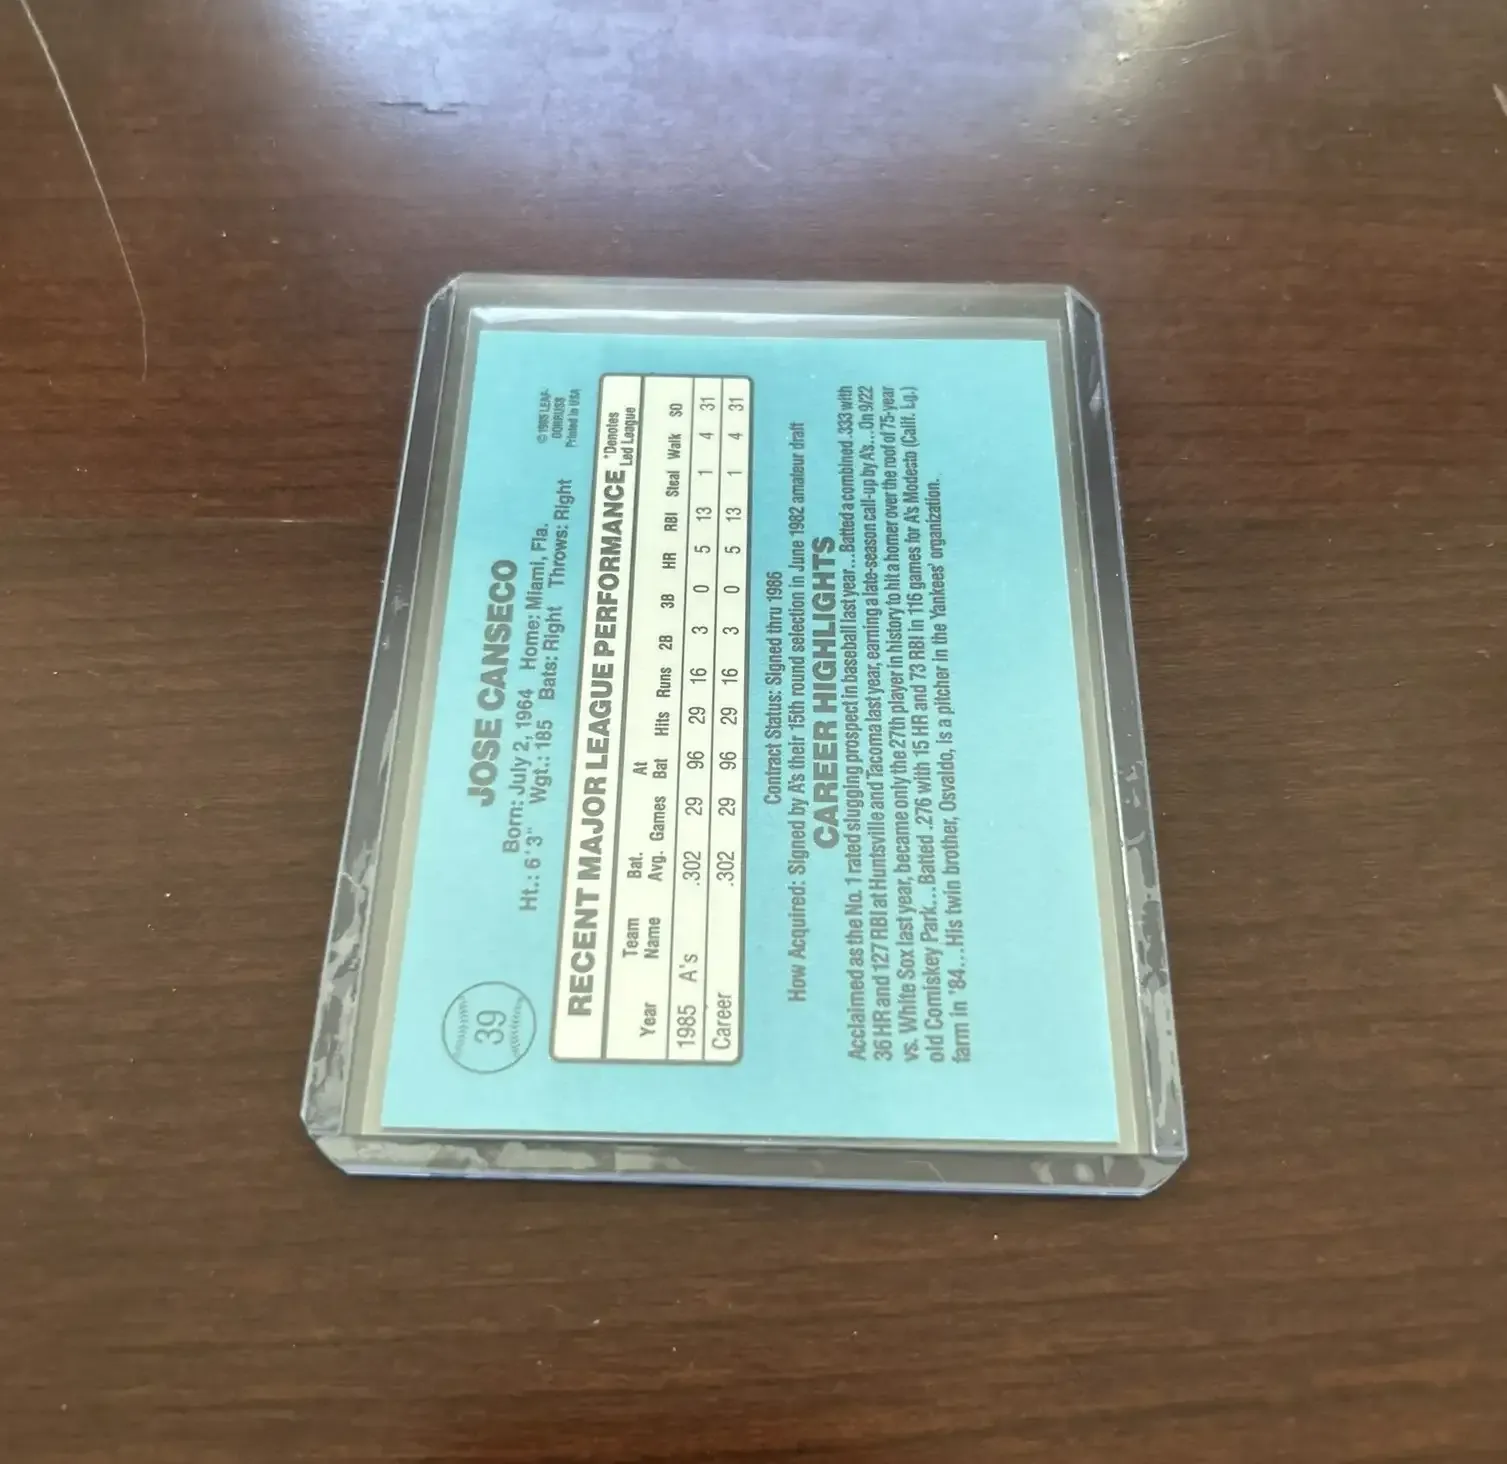 39
JOSE CANSECO
Born: July 2, 1964 Home: Miami, Fla.
Ht.: 6'3" Wgt.: 185 Bats: Right Throws: Right
© 1985 LEAF-
DONRUSS
Printed in USA
RECENT MAJOR LEAGUE PERFORMANCE *Denotes
Led League
Year Team Name Bat. Avg. Games At Bat Hits Runs 2B 3B HR RBI Steal Walk SO
1985 A's .302 29 96 29 16 3 0 5 13 1 4 31
Career .302 29 96 29 16 3 0 5 13 1 4 31
Contract Status: Signed thru 1986
How Acquired: Signed by A's their 15th round selection in June 1982 amateur draft
CAREER HIGHLIGHTS
Acclaimed as the No. 1 rated slugging prospect in baseball last year...Batted a combined .333 with
36 HR and 127 RBI at Huntsville and Tacoma last year, earning a late-season call-up by A's...On 9/22
vs. White Sox last year, became only the 27th player in history to hit a homer over the roof of 75-year
old Comiskey Park...Batted .276 with 15 HR and 73 RBI in 116 games for A's Modesto (Calif. Lg.)
farm in '84...His twin brother, Osvaldo, is a pitcher in the Yankees' organization.